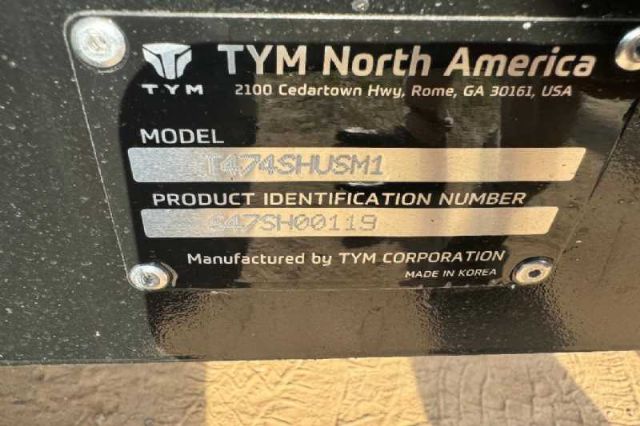 TYM North America
TYM
2100 Cedartown Hwy, Rome, GA 30161, USA
MODEL
T474SHUSM1
PRODUCT IDENTIFICATION NUMBER
S47SH00119
Manufactured by TYM CORPORATION
MADE IN KOREA